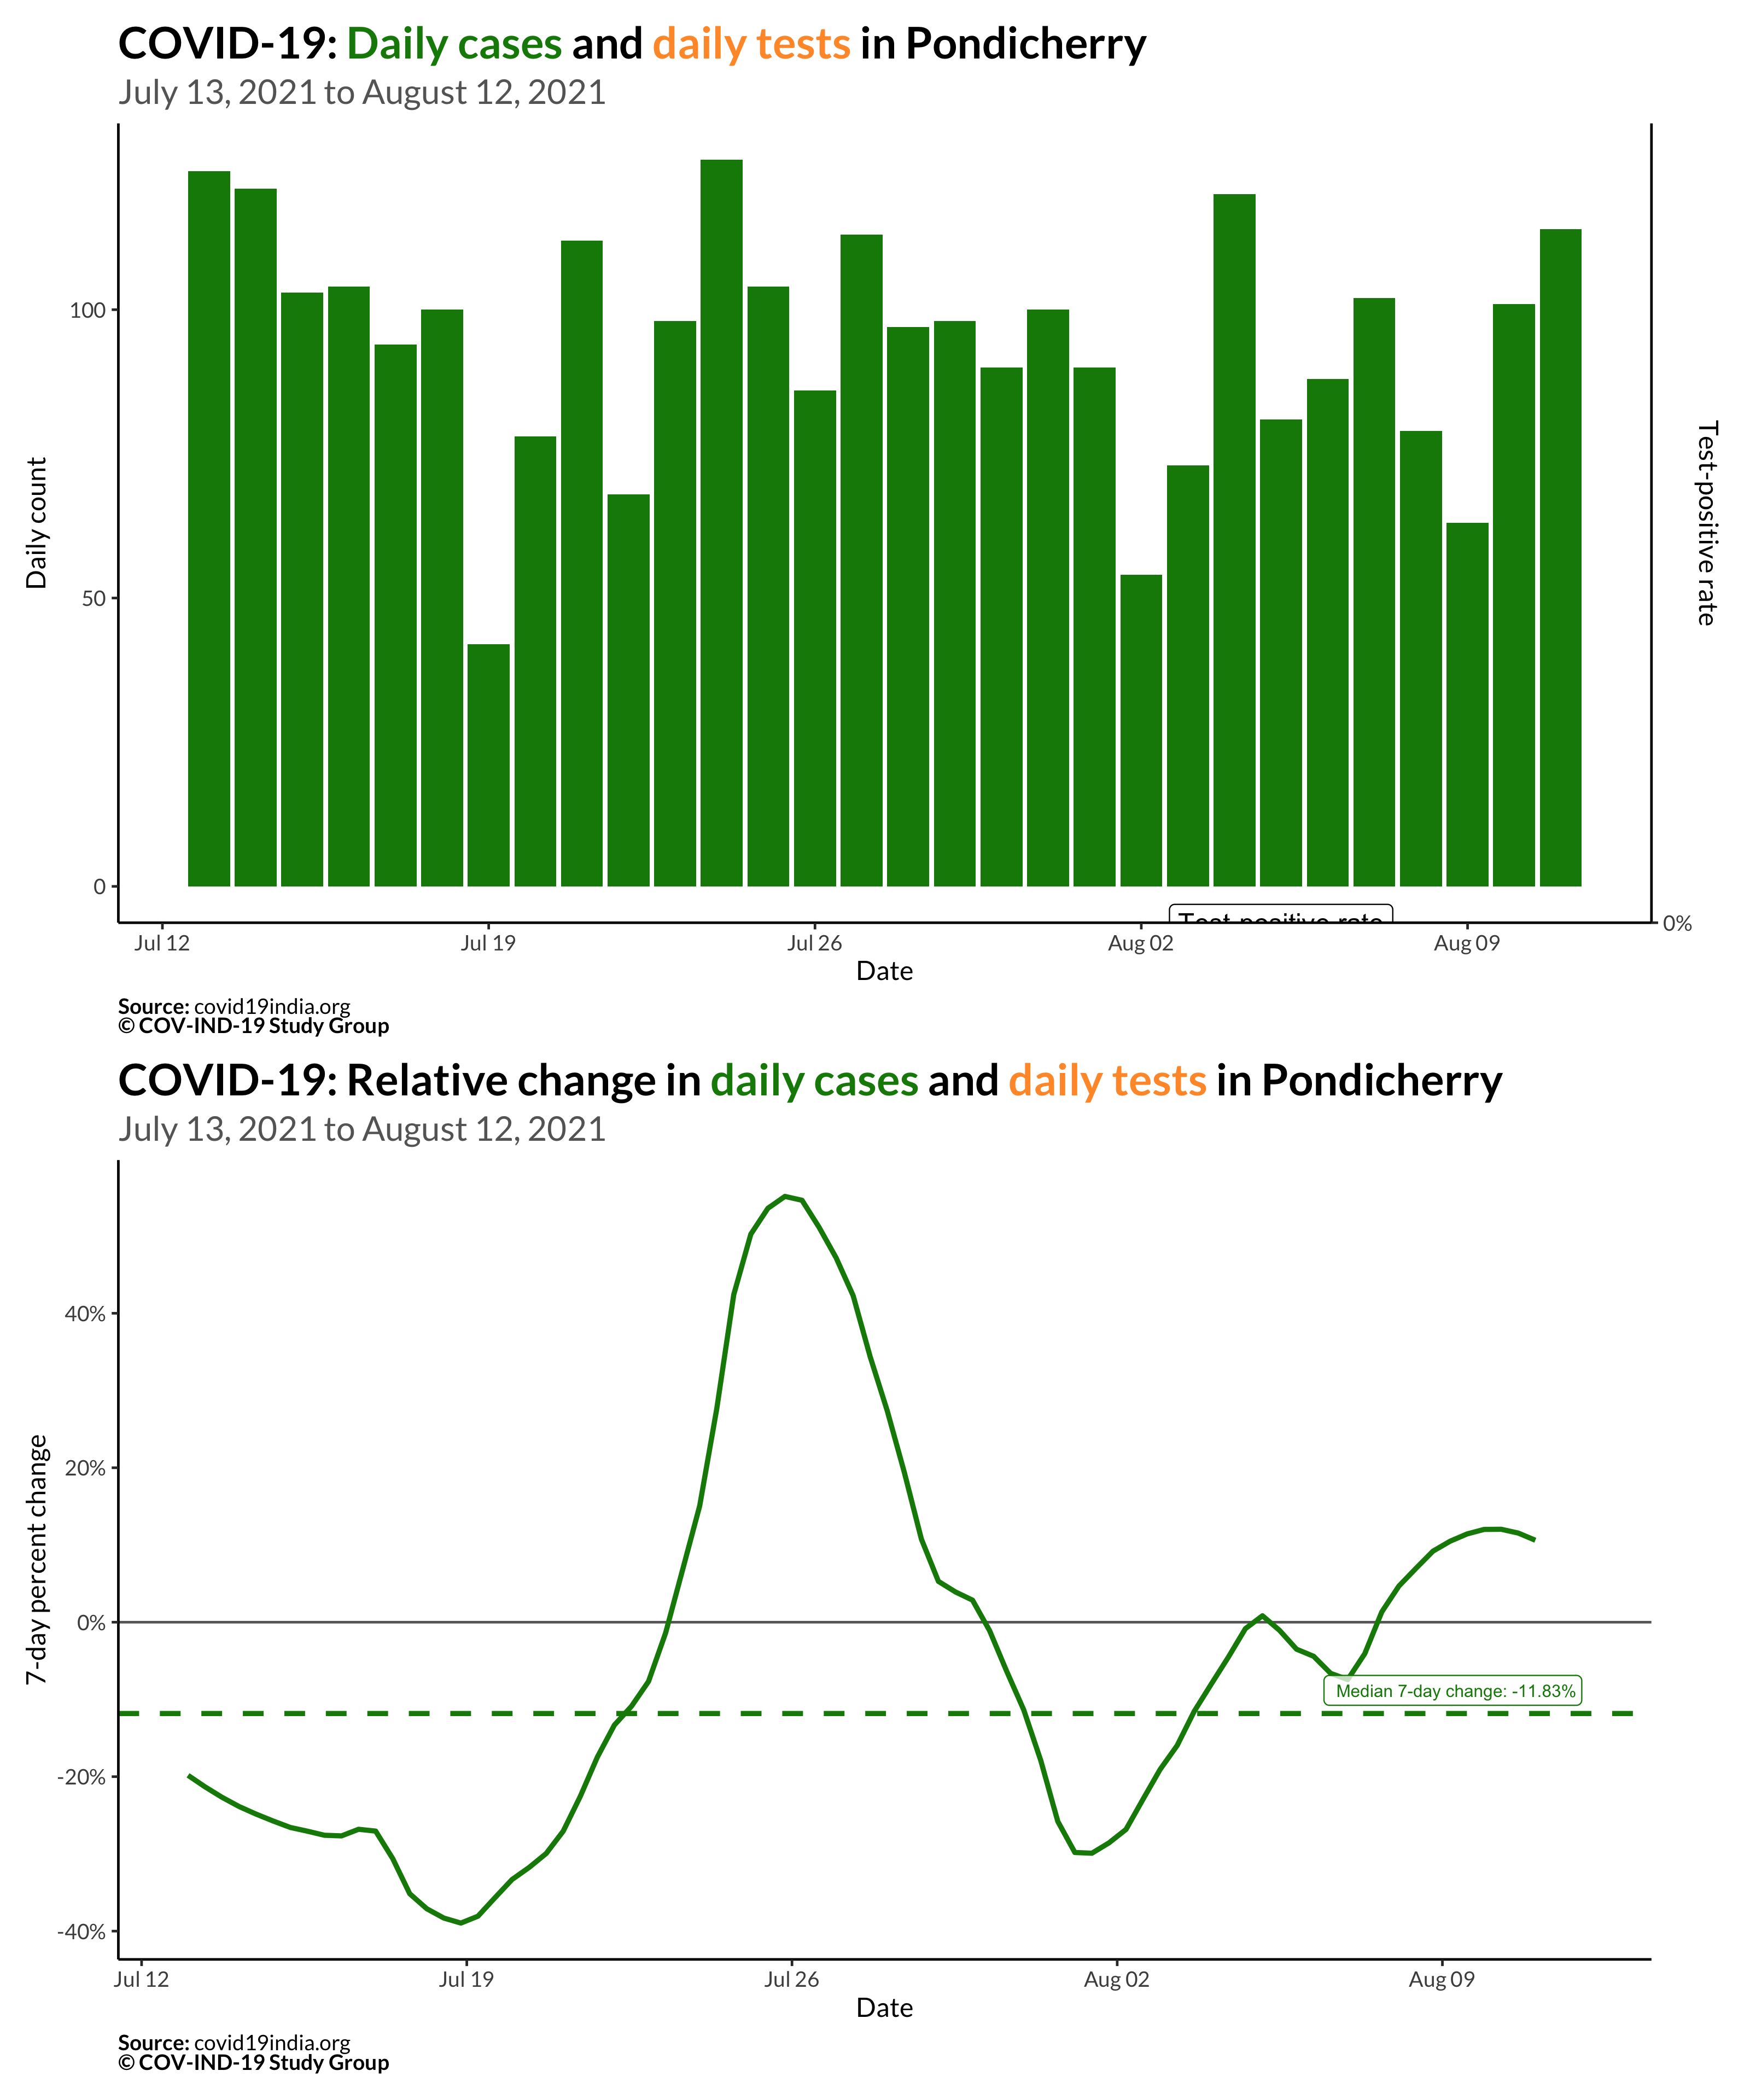 COVID-19: Daily cases and daily tests in Pondicherry
July 13, 2021 to August 12, 2021
Daily count
100
50
0
Test-positive rate
Test-positive rate
0%
Jul 12
Jul 19
Jul 26
Aug 02
Aug 09
Date
Source: covid19india.org
© COV-IND-19 Study Group
COVID-19: Relative change in daily cases and daily tests in Pondicherry
July 13, 2021 to August 12, 2021
7-day percent change
40%
20%
0%
-20%
-40%
Median 7-day change: -11.83%
Jul 12
Jul 19
Jul 26
Aug 02
Aug 09
Date
Source: covid19india.org
© COV-IND-19 Study Group